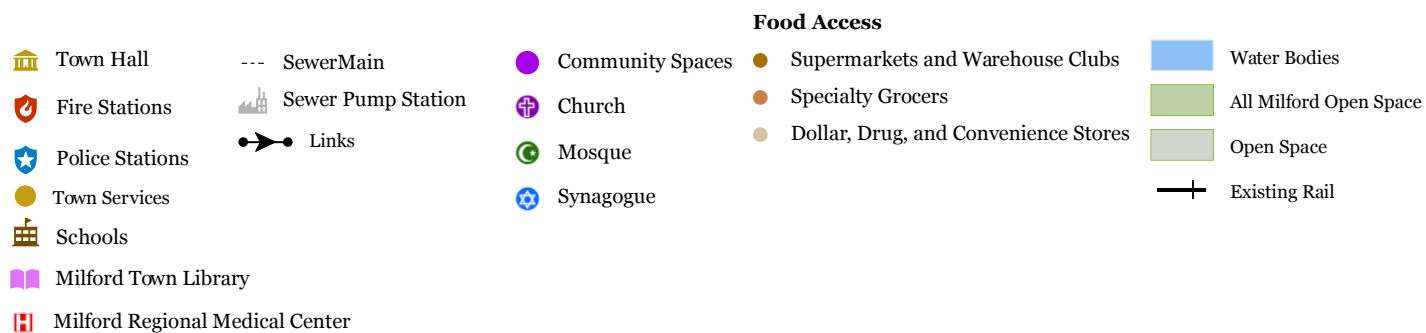 Town Hall
Fire Stations
Police Stations
Town Services
Schools
Milford Town Library
H Milford Regional Medical Center
SewerMain
Sewer Pump Station
Links
Community Spaces
Church
Mosque
Synagogue
Food Access
Supermarkets and Warehouse Clubs
Specialty Grocers
Dollar, Drug, and Convenience Stores
Water Bodies
All Milford Open Space
Open Space
Existing Rail